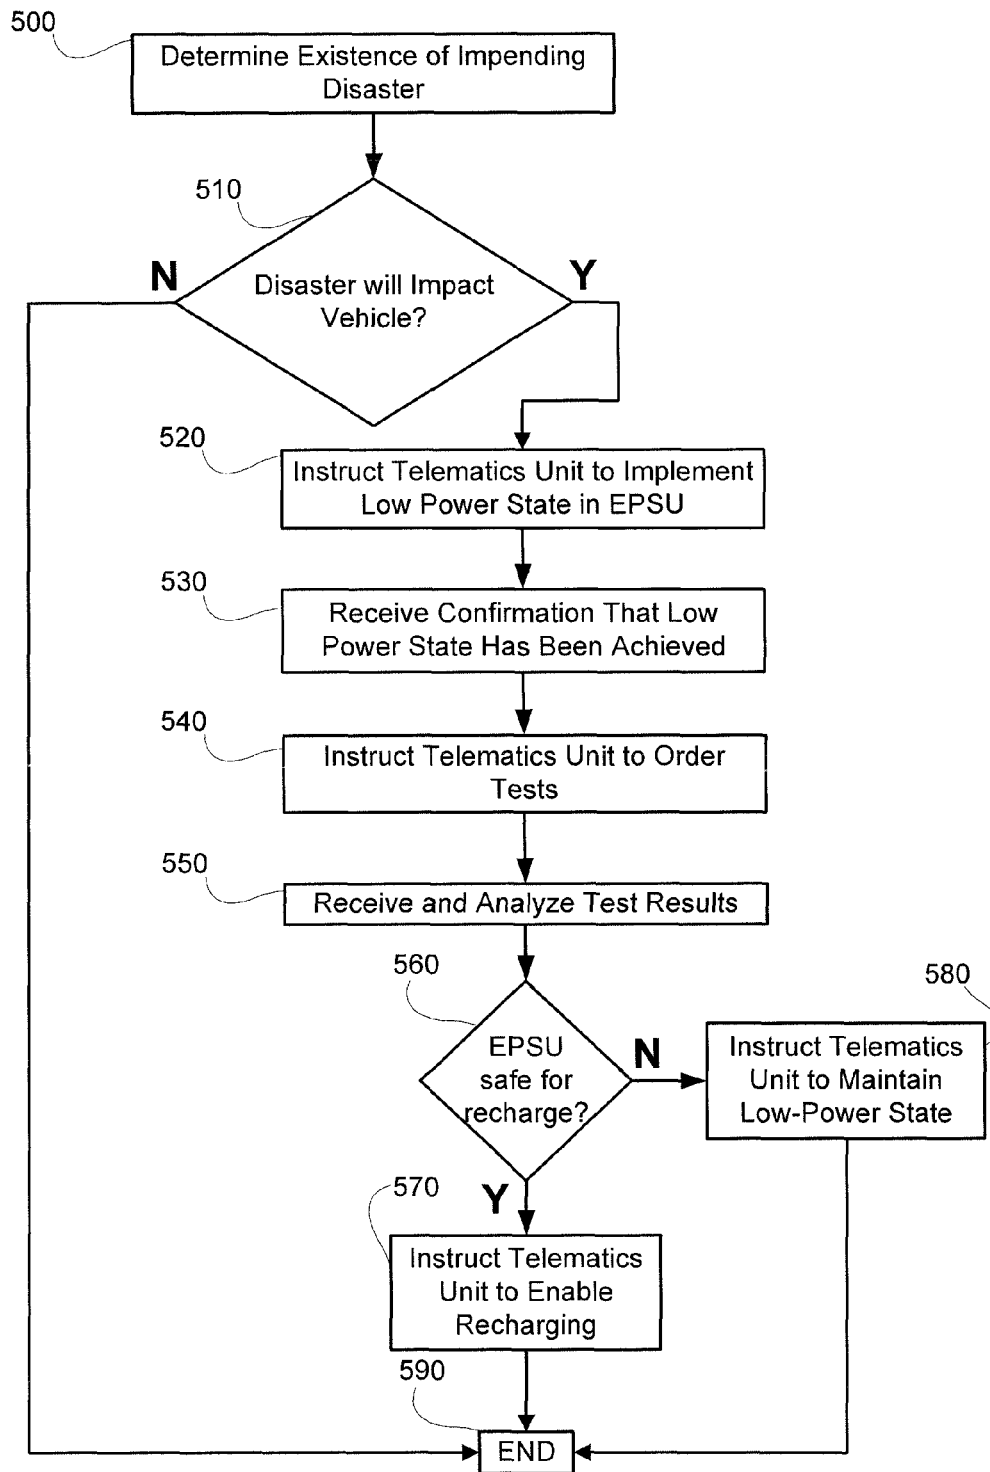 500
Determine Existence of Impending
Disaster
510
N
Y
Disaster will Impact
Vehicle?
520
Instruct Telematics Unit to Implement
Low Power State in EPSU
530
Receive Confirmation That Low
Power State Has Been Achieved
540
Instruct Telematics Unit to Order
Tests
550
Receive and Analyze Test Results
560
EPSU
safe for
recharge?
N
580
Instruct Telematics
Unit to Maintain
Low-Power State
Y
570
Instruct Telematics
Unit to Enable
Recharging
590
END